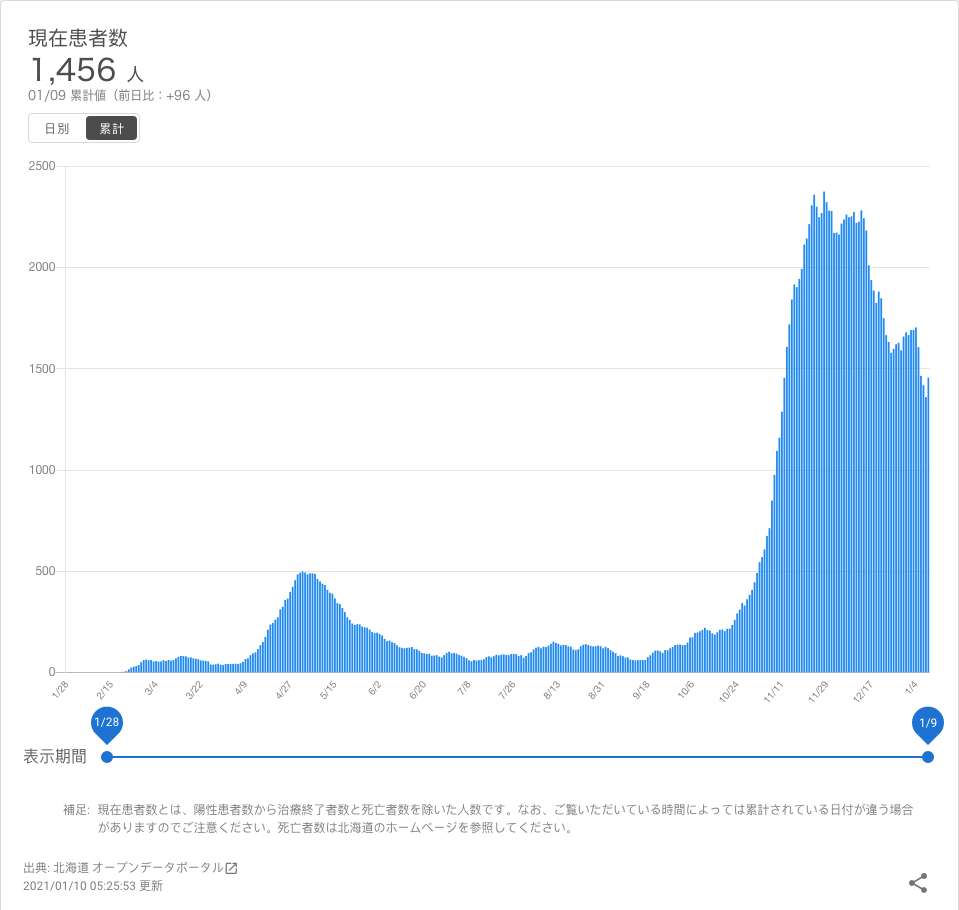 現在患者数
1,456 人
01/09 累計値（前日比：+96 人）
日別 累計
2500
2000
1500
1000
500
0
1/28 2/15 3/4 3/22 4/9 4/27 5/15 6/2 6/20 7/8 7/26 8/13 8/31 9/18 10/6 10/24 11/11 11/29 12/17 1/4
1/28 1/9
表示期間
補足: 現在患者数とは、陽性患者数から治療終了者数と死亡者数を除いた人数です。なお、ご覧いただいている時間によっては累計されている日付が違う場合
がありますのでご注意ください。死亡者数は北海道のホームページを参照してください。
出典: 北海道 オープンデータポータル
2021/01/10 05:25:53 更新